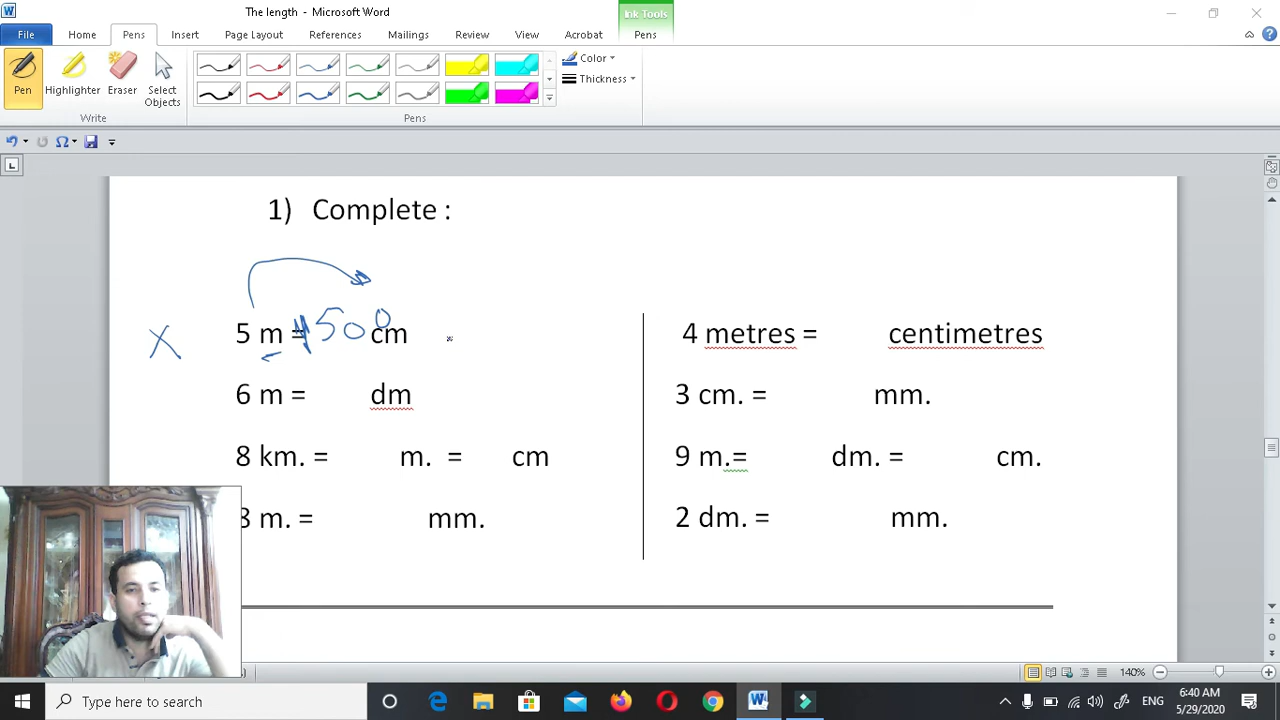 The length - Microsoft Word
Ink Tools
File Home Pens Insert Page Layout References Mailings Review View Acrobat Pens
Pen Highlighter Eraser Select Objects
Color
Thickness
Write
Pens
1) Complete :
X 5 m = 500 cm
6 m = dm
8 km. = m. = cm
8 m. = mm.
4 metres = centimetres
3 cm. = mm.
9 m.= dm. = cm.
2 dm. = mm.
140%
Type here to search
ENG
6:40 AM
5/29/2020